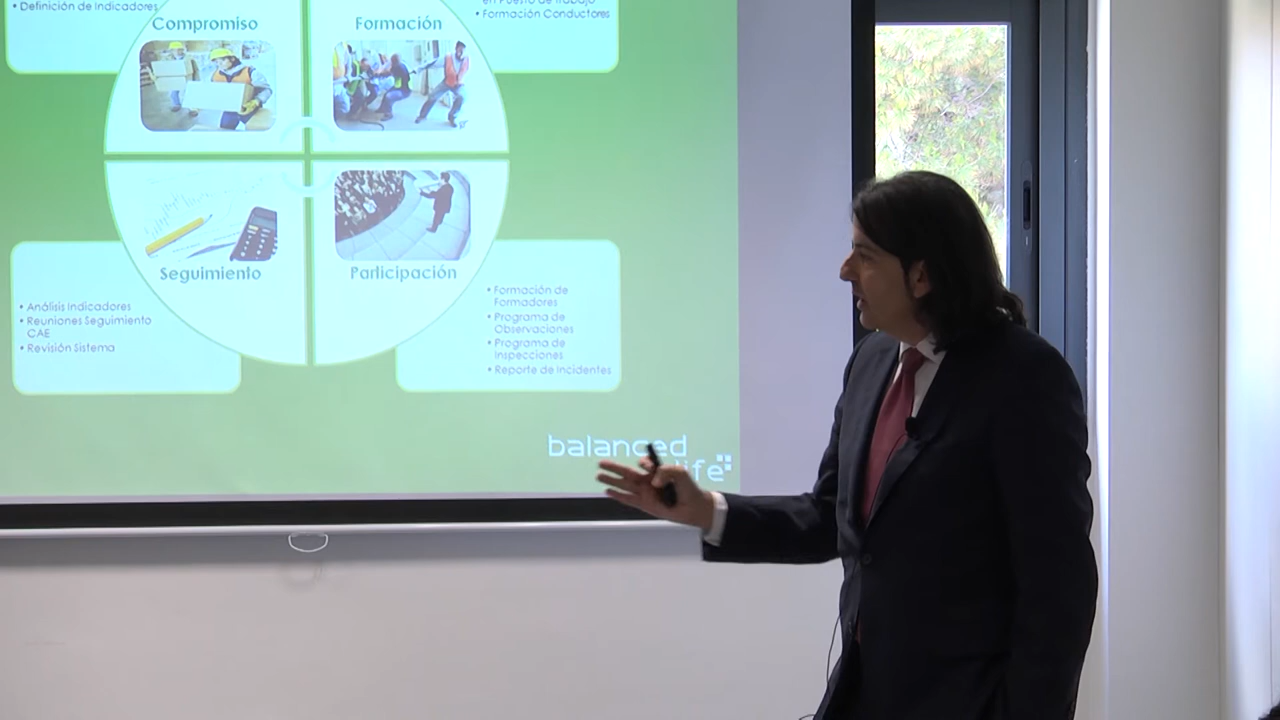 • Definición de Indicadores
Compromiso
Formación
en Puesto de Trabajo
• Formación Conductores
Seguimiento
Participación
• Análisis Indicadores
• Reuniones Seguimiento
CAE
• Revisión Sistema
• Formación de
Formadores
• Programa de
Observaciones
• Programa de
Inspecciones
• Reporte de Incidentes
balanced
life